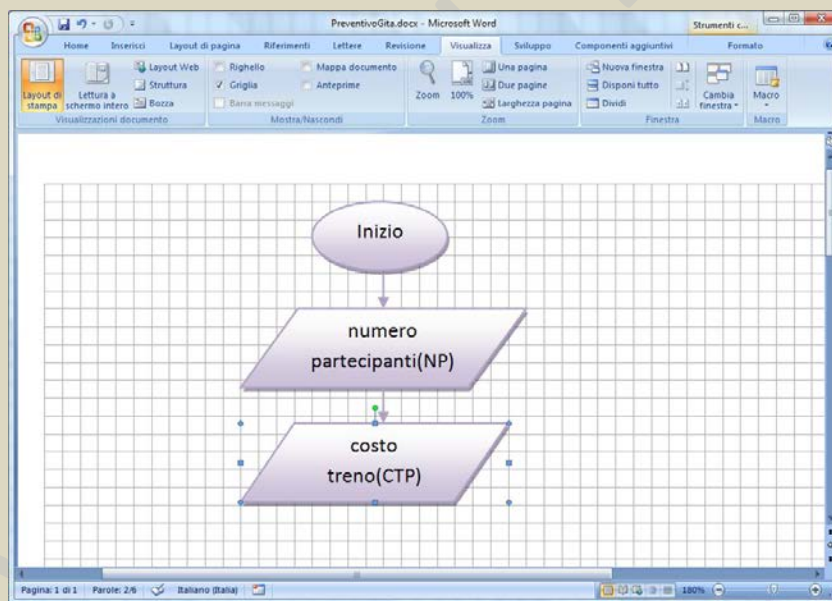 PreventivoGita.docx - Microsoft Word
Strumenti c...
Home Inserisci Layout di pagina Riferimenti Lettere Revisione Visualizza Sviluppo Componenti aggiuntivi Formato
Layout di stampa
Lettura a schermo intero
Layout Web
Struttura
Bozza
Visualizzazioni documento
Righello
Griglia
Barra messaggi
Mappa documento
Anteprime
Mostra/Nascondi
Zoom
100%
Una pagina
Due pagine
Larghezza pagina
Zoom
Nuova finestra
Disponi tutto
Dividi
Cambia finestra
Finestra
Macro
Macro
Inizio
numero
partecipanti(NP)
costo
treno(CTP)
Pagina: 1 di 1 Parole: 2/6 Italiano (Italia) 180%